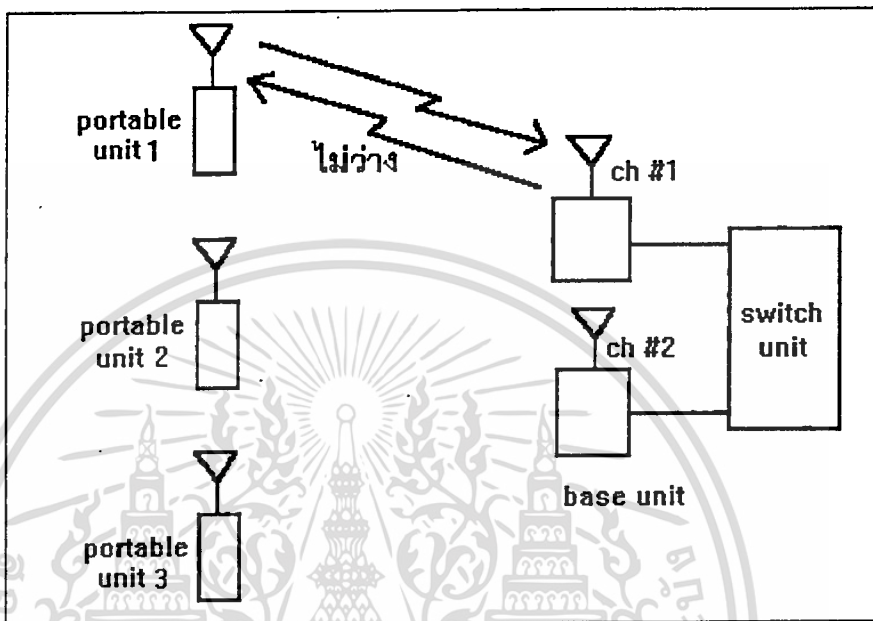 portable
unit 1
ไม่ว่าง
ch #1
portable
unit 2
ch #2
switch
unit
base unit
portable
unit 3